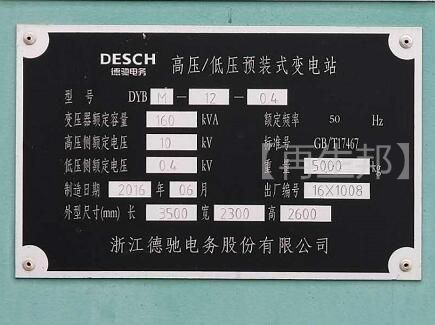 DESCH
德驰电务
高压/低压预装式变电站
型 号 DYB M - 12 - 0.4
变压器额定容量 160 kVA 额定频率 50 Hz
高压侧额定电压 10 kV 标准号 GB/T17467
低压侧额定电压 0.4 kV 重 量 5000 kg
制造日期 2016 年 06 月 出厂编号 16X1008
外型尺寸(mm) 长 3500 宽 2300 高 2600
浙江德驰电务股份有限公司
【再生邦】